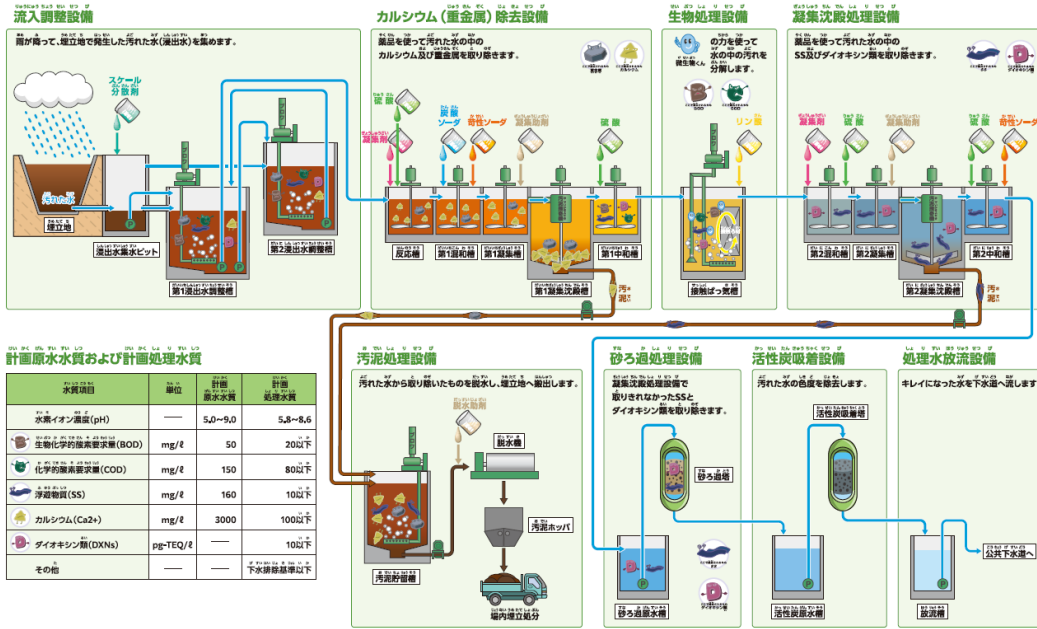 流入調整設備
雨が降って、埋立地で発生した汚れた水(浸出水)を集めます。
スケール
分散剤
汚れた水
埋立地
浸出水集水ピット
第1浸出水調整槽
第2浸出水調整槽
P
P
P
P
カルシウム(重金属)除去設備
薬品を使って汚れた水の中の
カルシウム及び重金属を取り除きます。
重金属
カルシウム
硫酸
凝集剤
炭酸
ソーダ
苛性ソーダ
凝集助剤
硫酸
反応槽
第1混和槽
第1凝集槽
第1凝集沈殿槽
第1中和槽
汚泥
生物処理設備
微生物くん
の力を使って
水の中の汚れを
分解します。
リン酸
接触ばっ気槽
凝集沈殿処理設備
薬品を使って汚れた水の中の
SS及びダイオキシン類を取り除きます。
ダイオキシン類
凝集剤
硫酸
凝集助剤
硫酸
苛性ソーダ
第2混和槽
第2凝集槽
第2凝集沈殿槽
第2中和槽
汚泥
計画原水水質および計画処理水質
水質項目 単位 計画原水水質 計画処理水質
水素イオン濃度(pH) — 5.0~9.0 5.8~8.6
生物化学的酸素要求量(BOD) mg/ℓ 50 20以下
化学的酸素要求量(COD) mg/ℓ 150 80以下
浮遊物質(SS) mg/ℓ 160 10以下
カルシウム(Ca2+) mg/ℓ 3000 100以下
ダイオキシン類(DXNs) pg-TEQ/ℓ — 10以下
その他 — — 下水排除基準以下
汚泥処理設備
汚れた水から取り除いたものを脱水し、埋立地へ搬出します。
脱水助剤
脱水機
汚泥ホッパ
汚泥貯留槽
場内埋立処分
砂ろ過処理設備
凝集沈殿処理設備で
取りきれなかったSSと
ダイオキシン類を取り除きます。
砂ろ過塔
砂ろ過原水槽
P
ダイオキシン類
活性炭吸着設備
汚れた水の色度を除去します。
活性炭吸着塔
活性炭原水槽
P
処理水放流設備
キレイになった水を下水道へ流します。
公共下水道へ
放流槽
P